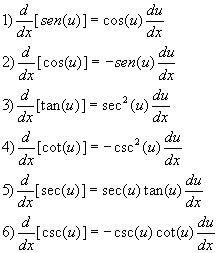 1) d/dx [sen(u)] = cos(u) du/dx
2) d/dx [cos(u)] = −sen(u) du/dx
3) d/dx [tan(u)] = sec²(u) du/dx
4) d/dx [cot(u)] = −csc²(u) du/dx
5) d/dx [sec(u)] = sec(u) tan(u) du/dx
6) d/dx [csc(u)] = −csc(u) cot(u) du/dx